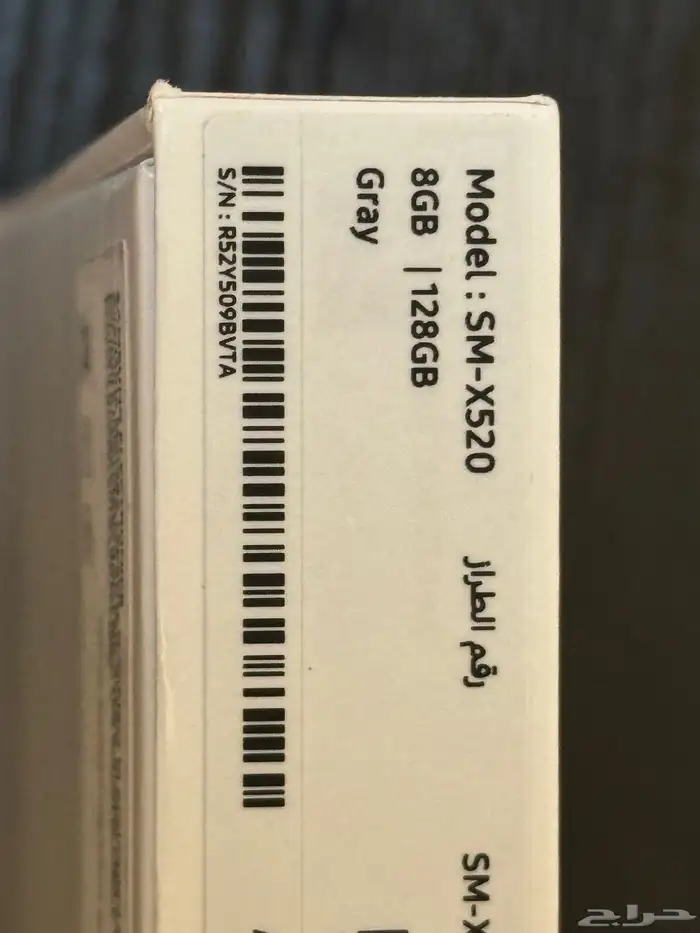 Model : SM-X520 رقم الطراز SM-X
8GB | 128GB
Gray
S/N : R52Y509BVTA
حراج